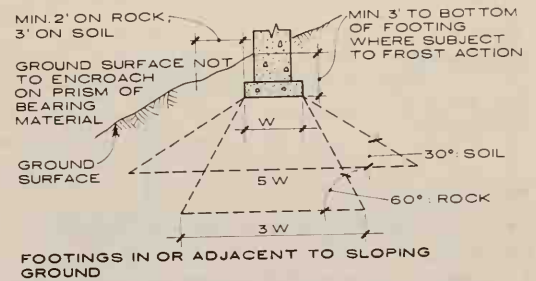 MIN. 2' ON ROCK
3' ON SOIL
GROUND SURFACE NOT
TO ENCROACH
ON PRISM OF
BEARING
MATERIAL
GROUND
SURFACE
MIN. 3' TO BOTTOM
OF FOOTING
WHERE SUBJECT
TO FROST ACTION
W
30°: SOIL
5 W
60°: ROCK
3 W
FOOTINGS IN OR ADJACENT TO SLOPING
GROUND